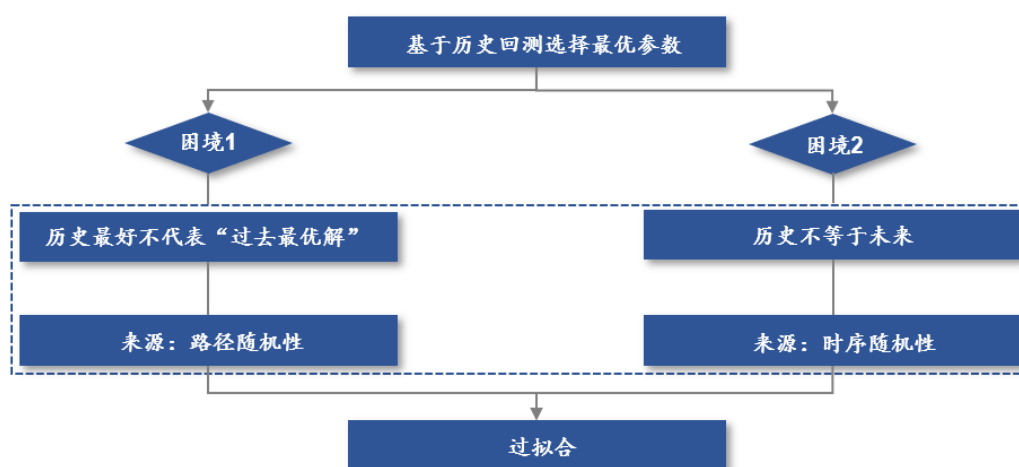 基于历史回测选择最优参数
困境1
困境2
历史最好不代表“过去最优解”
历史不等于未来
来源：路径随机性
来源：时序随机性
过拟合